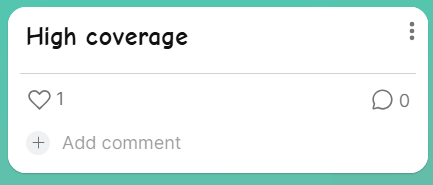 High coverage
1
0
Add comment